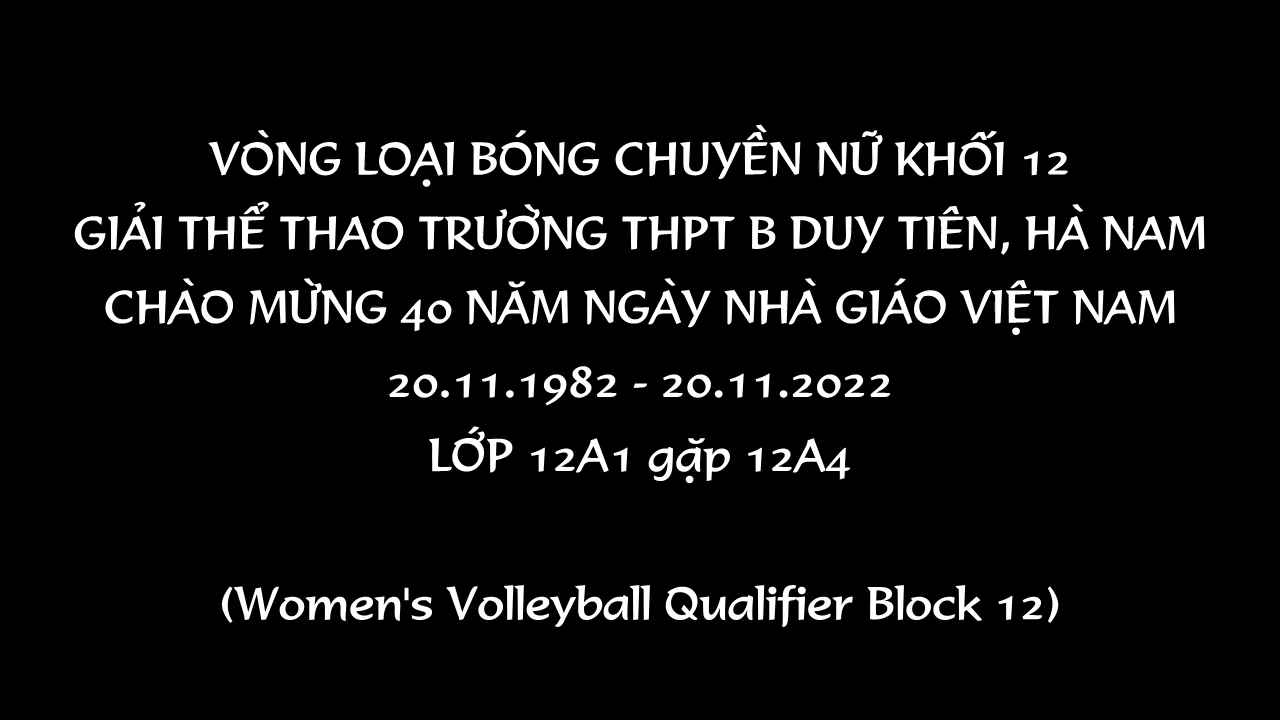 VÒNG LOẠI BÓNG CHUYỀN NỮ KHỐI 12
GIẢI THỂ THAO TRƯỜNG THPT B DUY TIÊN, HÀ NAM
CHÀO MỪNG 40 NĂM NGÀY NHÀ GIÁO VIỆT NAM
20.11.1982 - 20.11.2022
LỚP 12A1 gặp 12A4
(Women's Volleyball Qualifier Block 12)